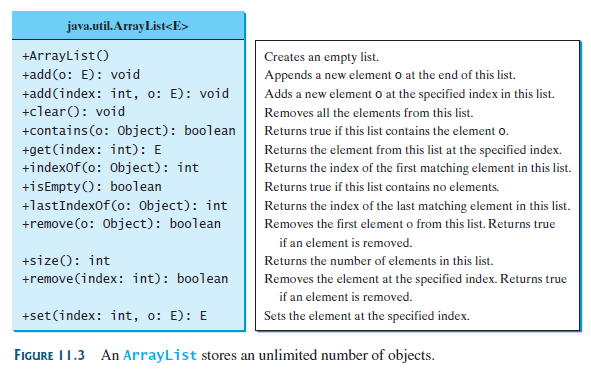 java.util.ArrayList<E>
+ArrayList()
Creates an empty list.
+add(o: E): void
Appends a new element o at the end of this list.
+add(index: int, o: E): void
Adds a new element o at the specified index in this list.
+clear(): void
Removes all the elements from this list.
+contains(o: Object): boolean
Returns true if this list contains the element o.
+get(index: int): E
Returns the element from this list at the specified index.
+indexOf(o: Object): int
Returns the index of the first matching element in this list.
+isEmpty(): boolean
Returns true if this list contains no elements.
+lastIndexOf(o: Object): int
Returns the index of the last matching element in this list.
+remove(o: Object): boolean
Removes the first element o from this list. Returns true
if an element is removed.
+size(): int
Returns the number of elements in this list.
+remove(index: int): boolean
Removes the element at the specified index. Returns true
if an element is removed.
+set(index: int, o: E): E
Sets the element at the specified index.
FIGURE 11.3 An ArrayList stores an unlimited number of objects.